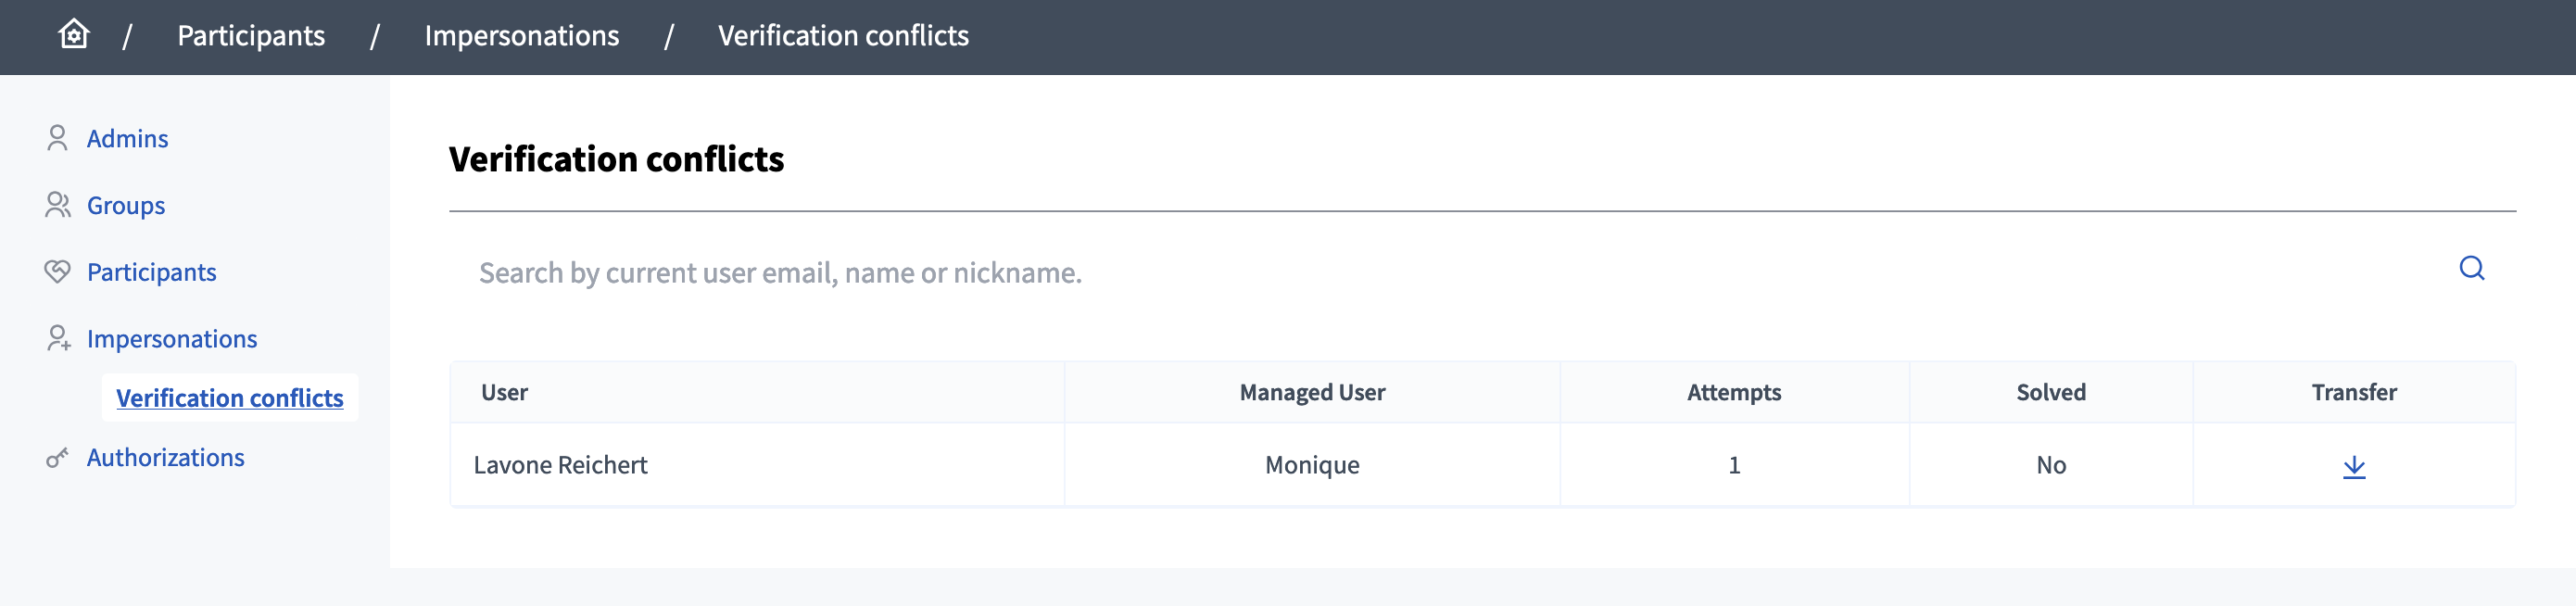 / Participants / Impersonations / Verification conflicts
Admins
Groups
Participants
Impersonations
Verification conflicts
Authorizations
Verification conflicts
Search by current user email, name or nickname.
User Managed User Attempts Solved Transfer
Lavone Reichert Monique 1 No